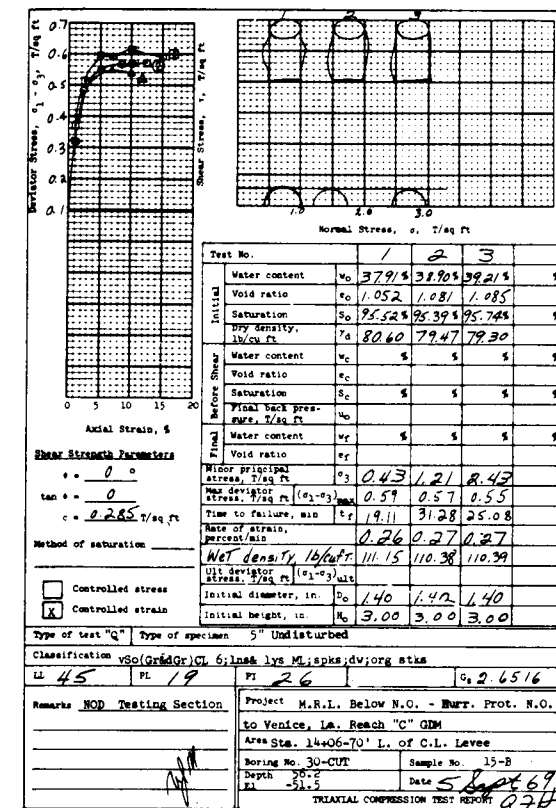 0.7
0.6
0.5
0.4
0.3
0.2
0.1
Deviator Stress, σ1 - σ3, T/sq ft
0 5 10 15 20
Axial Strain, %
Shear Stress, τ, T/sq ft
1 2
1.0 2.0 3.0
Normal Stress, σ, T/sq ft
Shear Strength Parameters
ϕ = 0 °
tan ϕ = 0
c = 0.285 T/sq ft
Method of saturation
Controlled stress
X Controlled strain
Test No. 1 2 3
Initial
Water content w0 37.91% 38.90% 39.21% %
Void ratio e0 1.052 1.081 1.085
Saturation S0 95.52% 95.39% 95.74% %
Dry density, lb/cu ft γd 80.60 79.47 79.30
Before Shear
Water content wc % % % %
Void ratio ec
Saturation Sc % % % %
Final back pressure, T/sq ft u0
Final
Water content wf % % % %
Void ratio ef
Minor principal stress, T/sq ft σ3 0.43 1.21 2.43
Max deviator stress, T/sq ft (σ1-σ3)max 0.59 0.57 0.55
Time to failure, min tf 19.11 31.28 25.08
Rate of strain, percent/min 0.26 0.27 0.27
Wet density lb/cuft. 111.15 110.38 110.39
Ult deviator stress, T/sq ft (σ1-σ3)ult
Initial diameter, in. D0 1.40 1.42 1.40
Initial height, in. H0 3.00 3.00 3.00
Type of test "Q" Type of specimen 5" Undisturbed
Classification vSo(Gr&dGr)CL 6;lns& lys ML;spks;dw;org stks
LL 45 PL 19 PI 26 Gs 2.6516
Remarks NOD Testing Section
Project M.R.L. Below N.O. - Hurr. Prot. N.O.
to Venice, La. Reach "C" GDM
Area Sta. 14+06-70' L. of C.L. Levee
Boring No. 30-CUT Sample No. 15-B
Depth 56.2
El -51.5
Date 5 Sept 69
TRIAXIAL COMPRESSION TEST REPORT